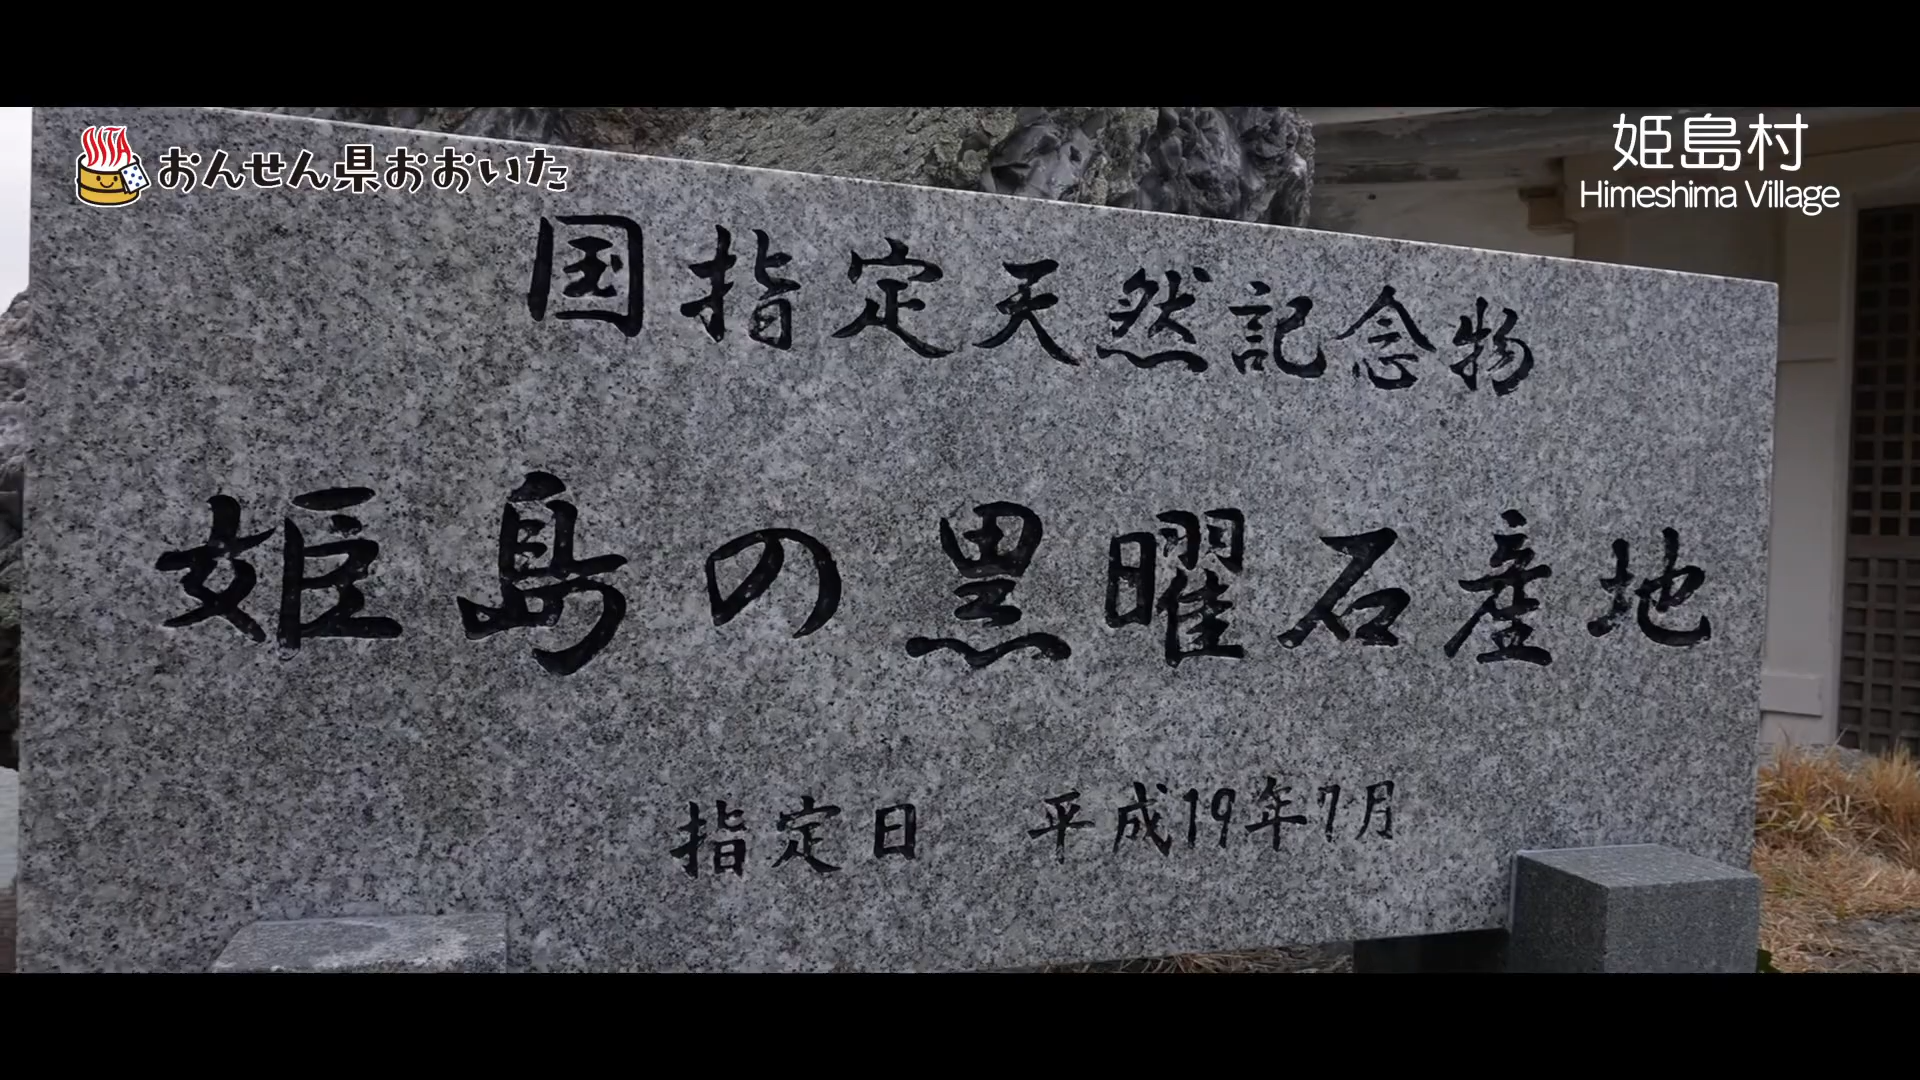 OITA
おんせん県おおいた
姫島村
Himeshima Village
国指定天然記念物
姫島の黒曜石産地
指定日 平成19年7月